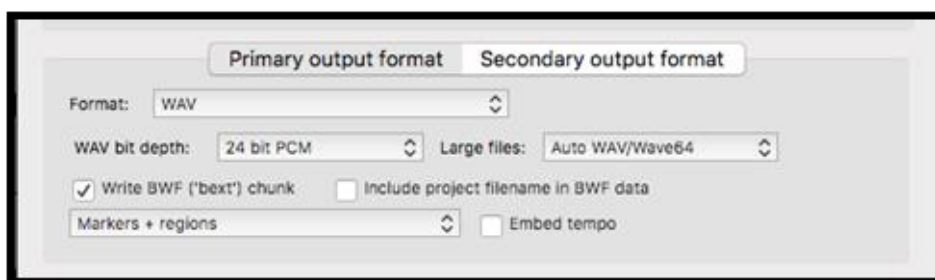 Primary output format Secondary output format
Format: WAV
WAV bit depth: 24 bit PCM Large files: Auto WAV/Wave64
Write BWF ('bext') chunk Include project filename in BWF data
Markers + regions Embed tempo